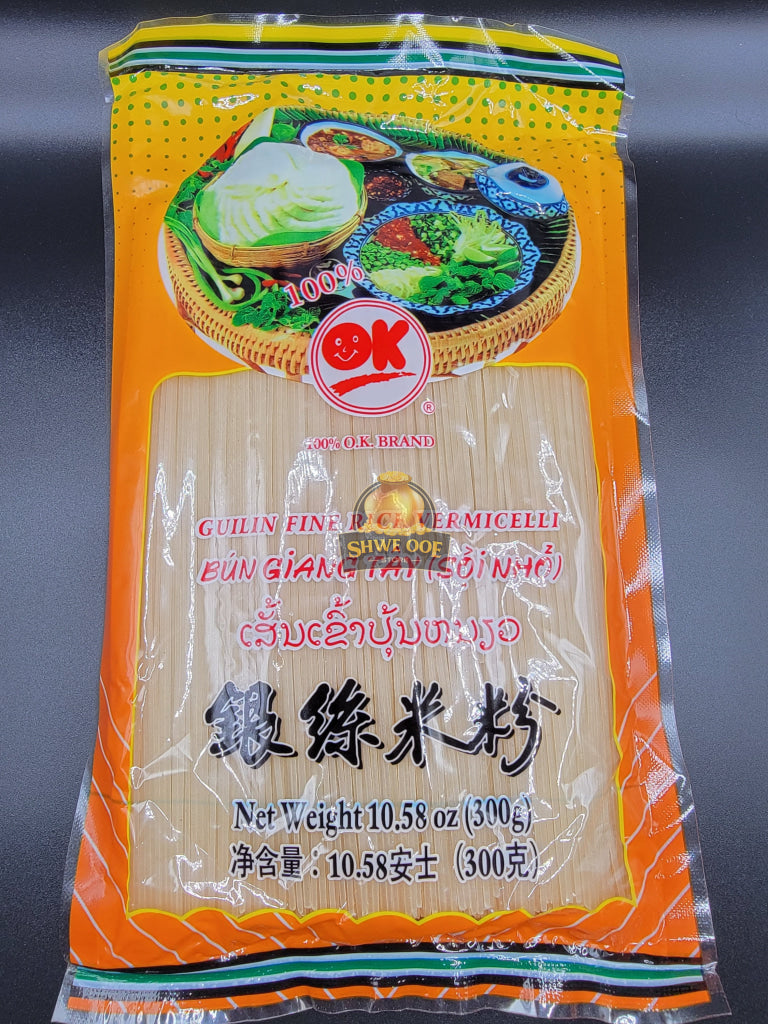 100%
OK
®
100% O.K. BRAND
GUILIN FINE RICE VERMICELLI
SHWE OOE
BÚN GIANG TÂY (SỢI NHỎ)
ເສັ້ນເຂົ້າປຸ້ນຫມຽວ
銀絲米粉
Net Weight 10.58 oz (300g)
净含量：10.58安士（300克）